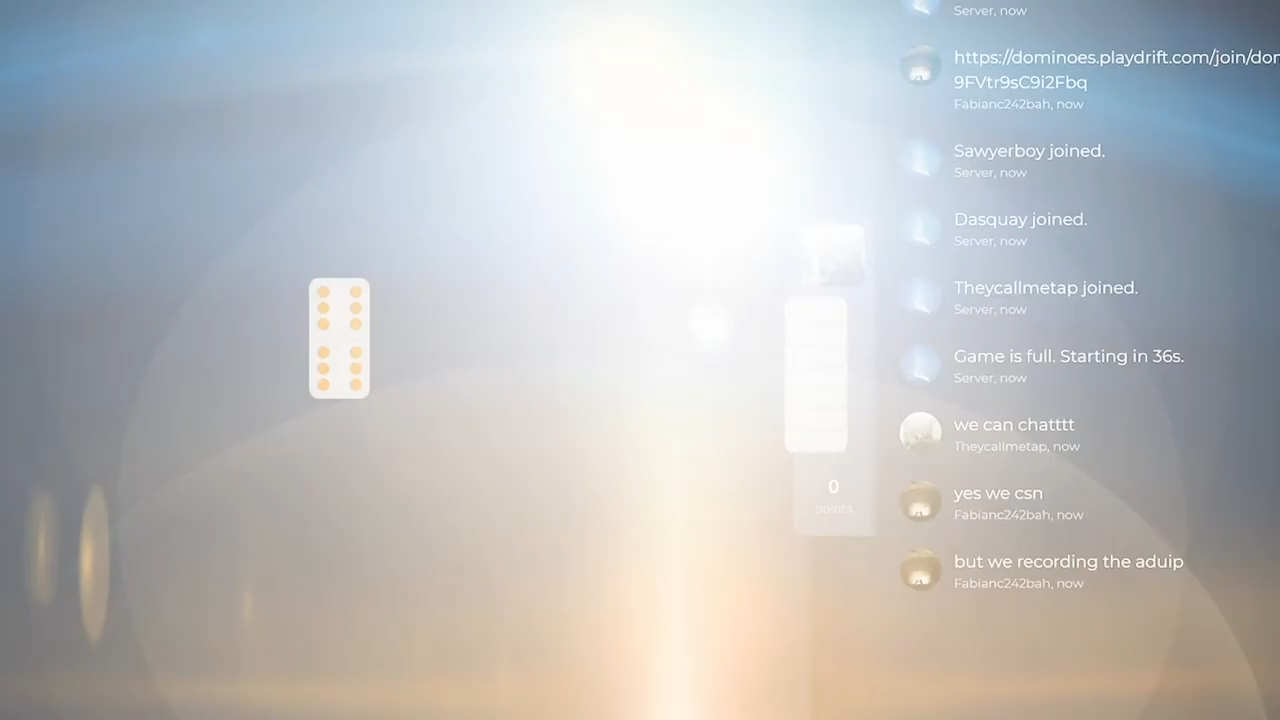 Server, now
https://dominoes.playdrift.com/join/dor
9FVtr9sC9i2Fbq
Fabianc242bah, now
Sawyerboy joined.
Server, now
Dasquay joined.
Server, now
Theycallmetap joined.
Server, now
Game is full. Starting in 36s.
Server, now
we can chatttt
Theycallmetap, now
0
points
yes we csn
Fabianc242bah, now
but we recording the aduip
Fabianc242bah, now